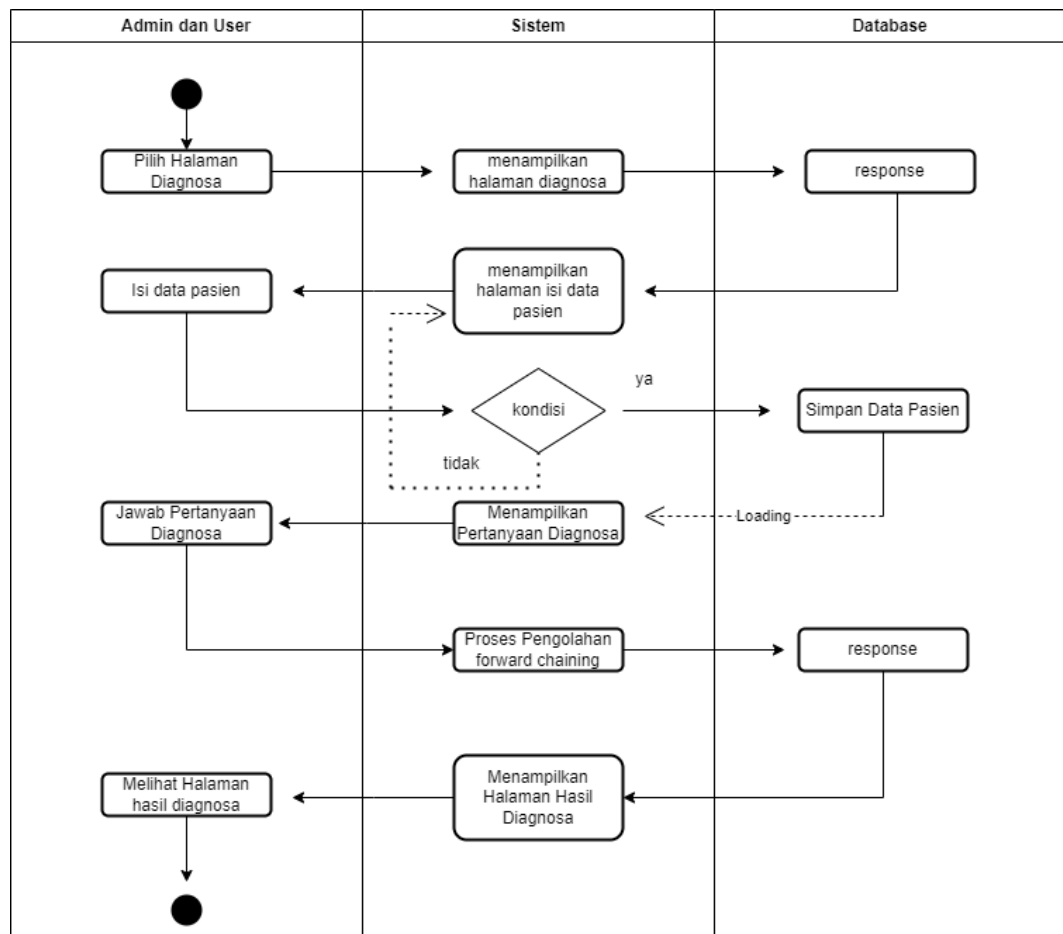 Admin dan User
Sistem
Database
Pilih Halaman
Diagnosa
menampilkan
halaman diagnosa
response
Isi data pasien
menampilkan
halaman isi data
pasien
kondisi
ya
Simpan Data Pasien
tidak
Jawab Pertanyaan
Diagnosa
Menampilkan
Pertanyaan Diagnosa
Loading
Proses Pengolahan
forward chaining
response
Melihat Halaman
hasil diagnosa
Menampilkan
Halaman Hasil
Diagnosa